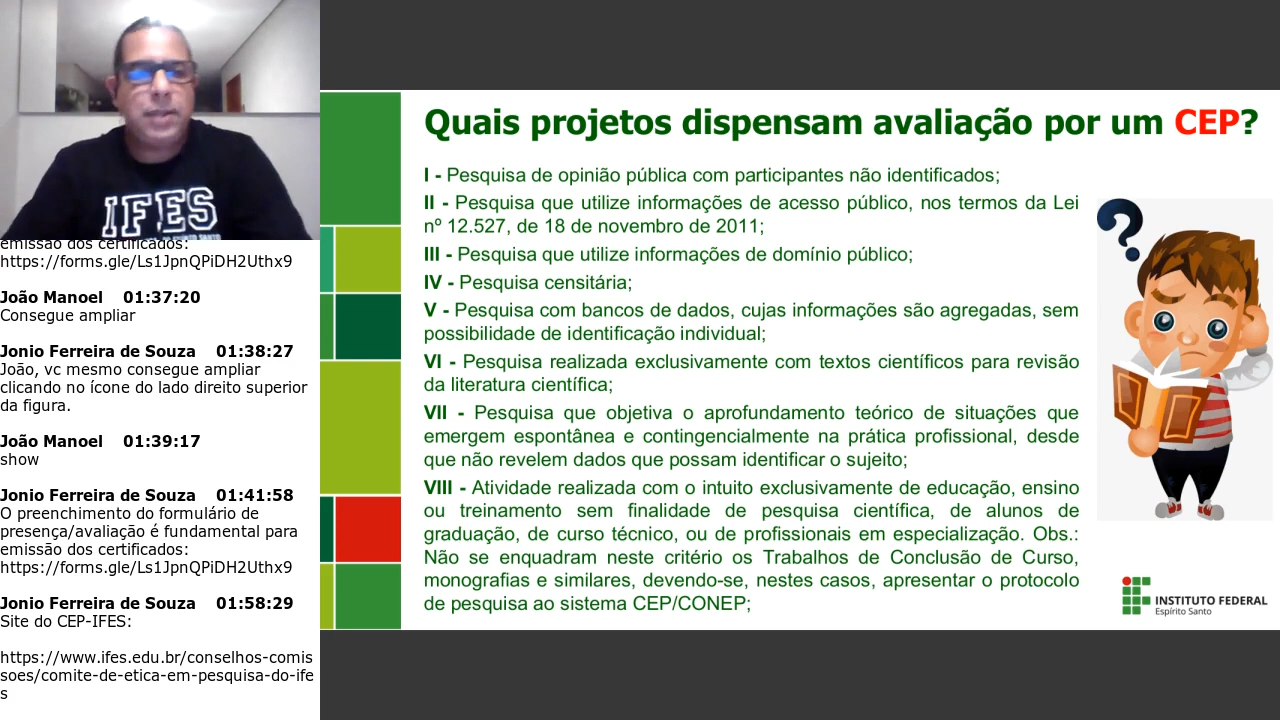 IFES
emissão dos certificados:
https://forms.gle/Ls1JpnQPiDH2Uthx9
João Manoel 01:37:20
Consegue ampliar
Jonio Ferreira de Souza 01:38:27
João, vc mesmo consegue ampliar
clicando no ícone do lado direito superior
da figura.
João Manoel 01:39:17
show
Jonio Ferreira de Souza 01:41:58
O preenchimento do formulário de
presença/avaliação é fundamental para
emissão dos certificados:
https://forms.gle/Ls1JpnQPiDH2Uthx9
Jonio Ferreira de Souza 01:58:29
Site do CEP-IFES:
https://www.ifes.edu.br/conselhos-comis
soes/comite-de-etica-em-pesquisa-do-ife
s
Quais projetos dispensam avaliação por um CEP?
I - Pesquisa de opinião pública com participantes não identificados;
II - Pesquisa que utilize informações de acesso público, nos termos da Lei
nº 12.527, de 18 de novembro de 2011;
III - Pesquisa que utilize informações de domínio público;
IV - Pesquisa censitária;
V - Pesquisa com bancos de dados, cujas informações são agregadas, sem
possibilidade de identificação individual;
VI - Pesquisa realizada exclusivamente com textos científicos para revisão
da literatura científica;
VII - Pesquisa que objetiva o aprofundamento teórico de situações que
emergem espontânea e contingencialmente na prática profissional, desde
que não revelem dados que possam identificar o sujeito;
VIII - Atividade realizada com o intuito exclusivamente de educação, ensino
ou treinamento sem finalidade de pesquisa científica, de alunos de
graduação, de curso técnico, ou de profissionais em especialização. Obs.:
Não se enquadram neste critério os Trabalhos de Conclusão de Curso,
monografias e similares, devendo-se, nestes casos, apresentar o protocolo
de pesquisa ao sistema CEP/CONEP;
?
INSTITUTO FEDERAL
Espírito Santo